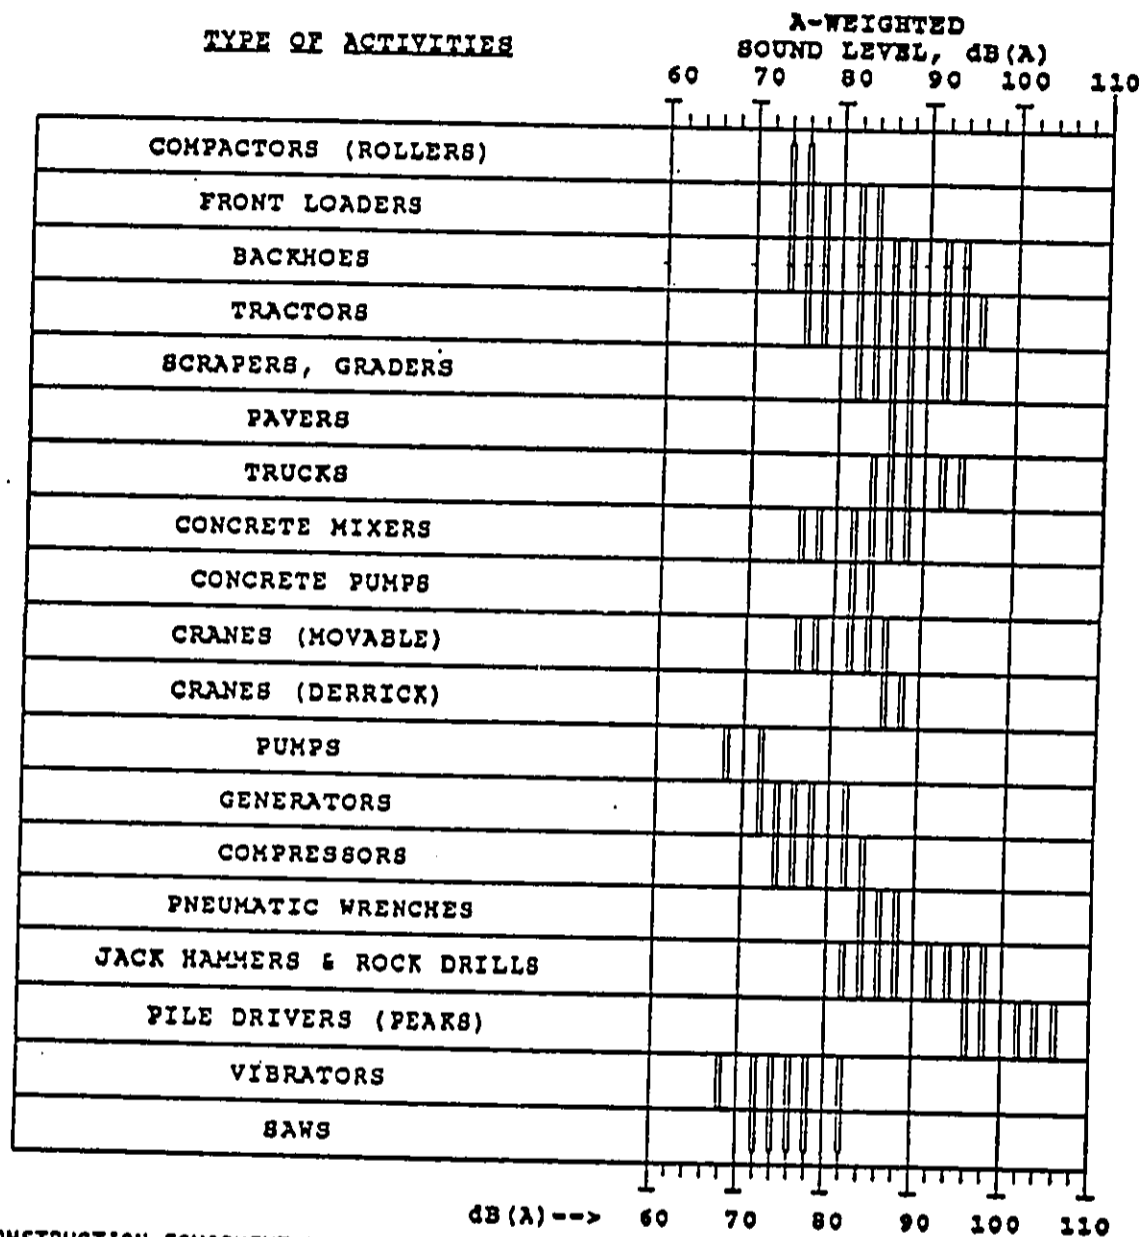 TYPE OF ACTIVITIES
A-WEIGHTED
SOUND LEVEL, dB(A)
60 70 80 90 100 110
COMPACTORS (ROLLERS)
FRONT LOADERS
BACKHOES
TRACTORS
SCRAPERS, GRADERS
PAVERS
TRUCKS
CONCRETE MIXERS
CONCRETE PUMPS
CRANES (MOVABLE)
CRANES (DERRICK)
PUMPS
GENERATORS
COMPRESSORS
PNEUMATIC WRENCHES
JACK HAMMERS & ROCK DRILLS
PILE DRIVERS (PEAKS)
VIBRATORS
SAWS
dB(A)--> 60 70 80 90 100 110